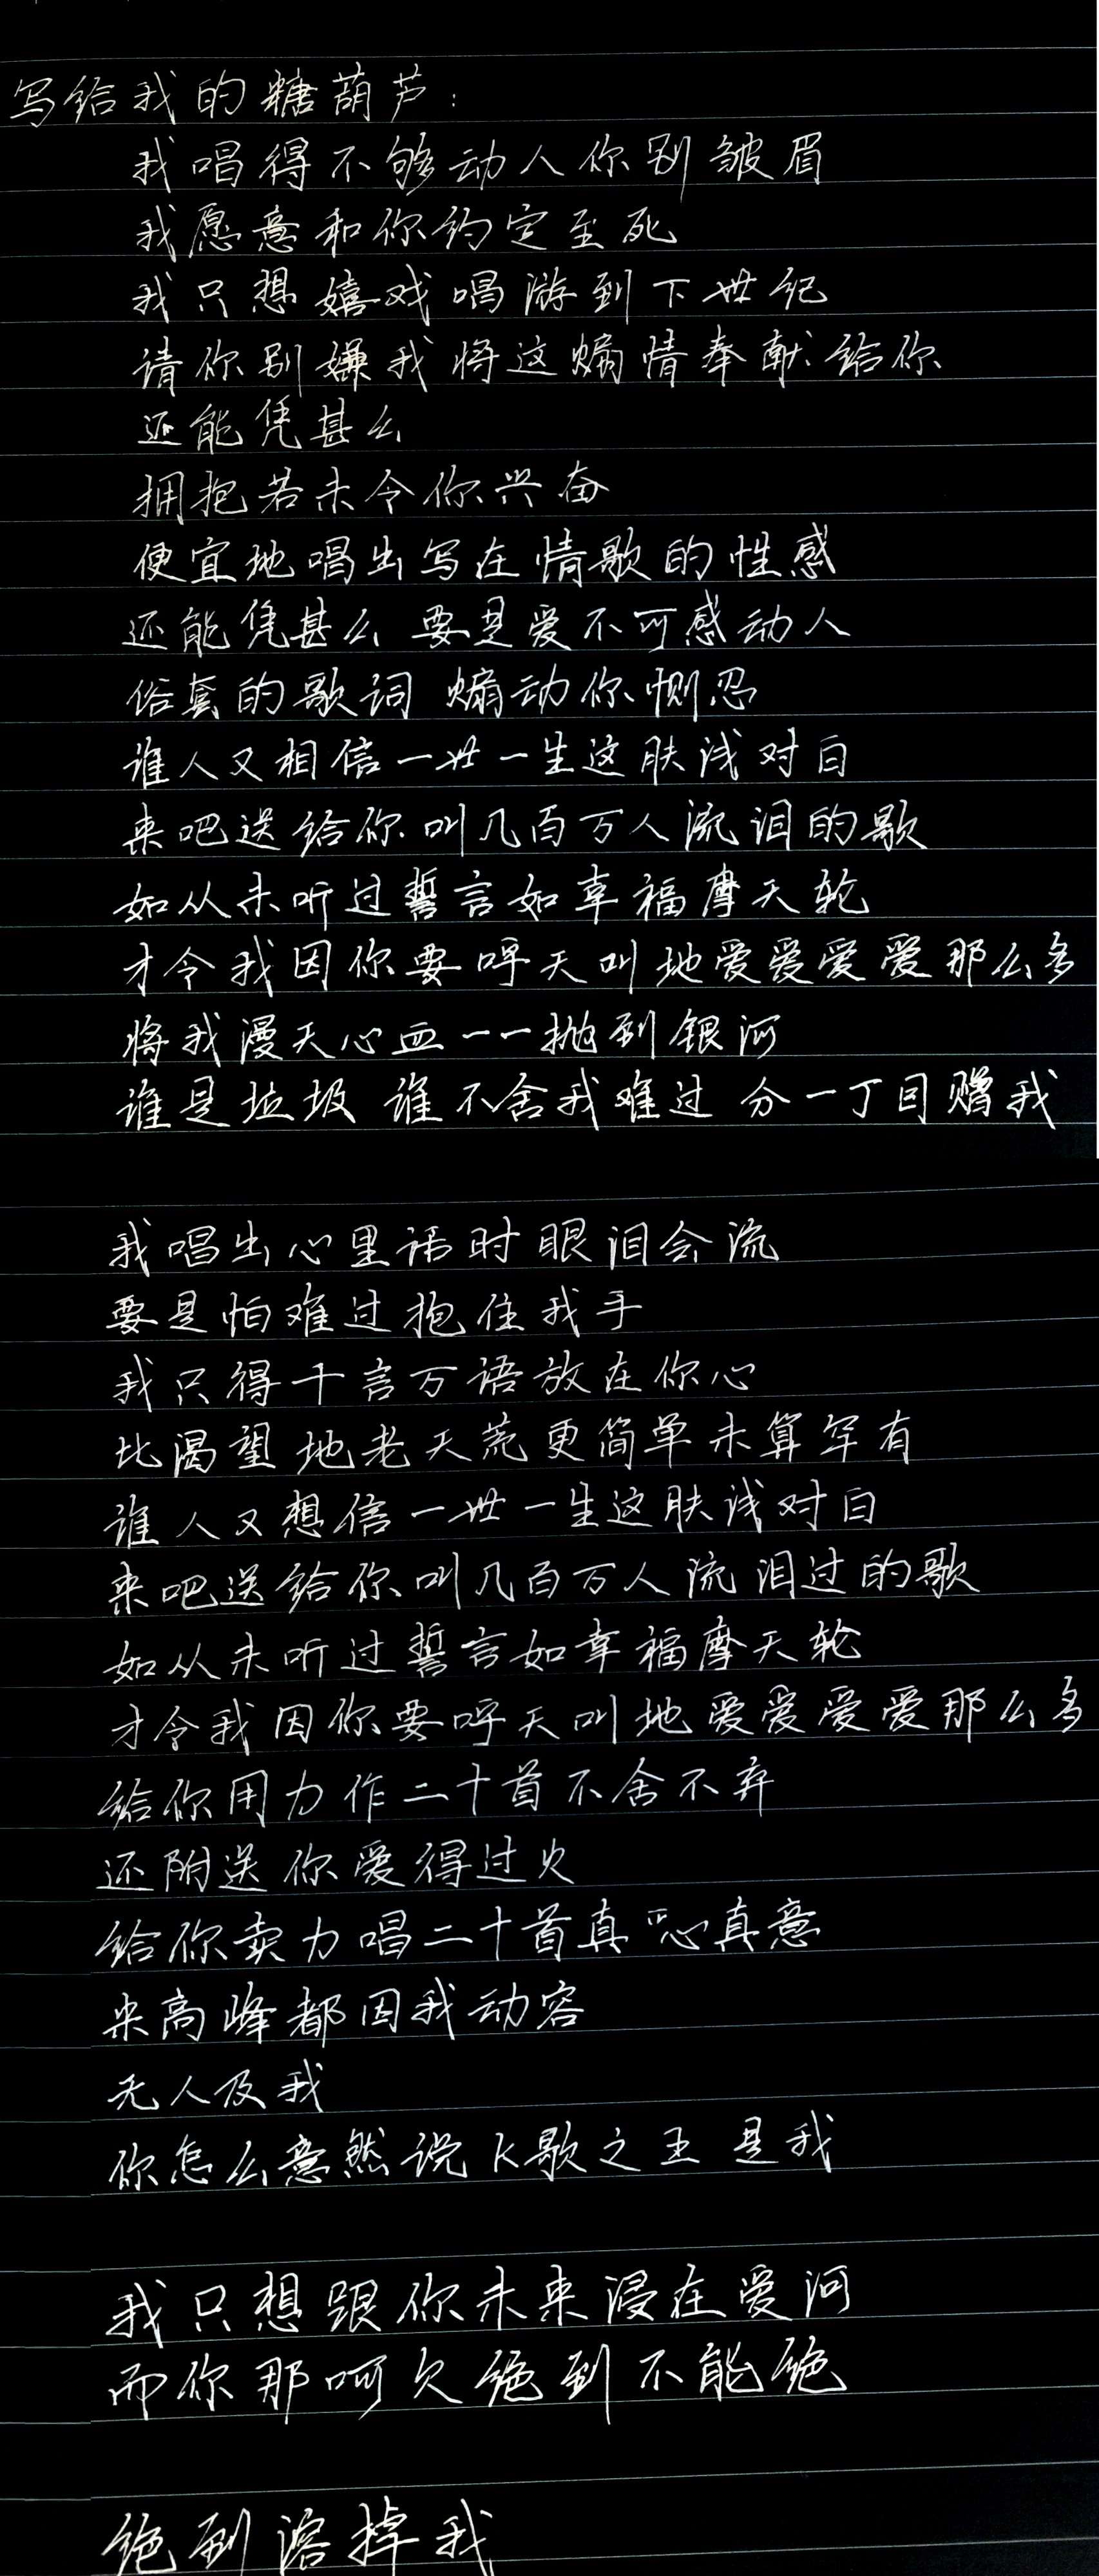 写给我的糖葫芦：
我唱得不够动人你别皱眉
我愿意和你约定至死
我只想嬉戏唱游到下世纪
请你别嫌我将这煽情奉献给你
还能凭甚么
拥抱若未令你兴奋
便宜地唱出写在情歌的性感
还能凭甚么 要是爱不可感动人
俗套的歌词 煽动你恻忍
谁人又相信一世一生这肤浅对白
来吧送给你叫几百万人流泪的歌
如从未听过誓言如幸福摩天轮
才令我因你要呼天叫地爱爱爱爱那么多
将我漫天心血一一抛到银河
谁是垃圾 谁不舍我难过 分一丁目赠我
我唱出心里话时眼泪会流
要是怕难过抱住我手
我只得千言万语放在你心
比渴望地老天荒更简单未算罕有
谁人又想信一世一生这肤浅对白
来吧送给你叫几百万人流泪过的歌
如从未听过誓言如幸福摩天轮
才令我因你要呼天叫地爱爱爱爱那么多
给你用力作二十首不舍不弃
还附送你爱得过火
给你卖力唱二十首真心真意
米高峰都因我动容
无人及我
你怎么意然说K歌之王 是我
我只想跟你未来浸在爱河
而你那呵欠绝到不能绝
绝到溶掉我